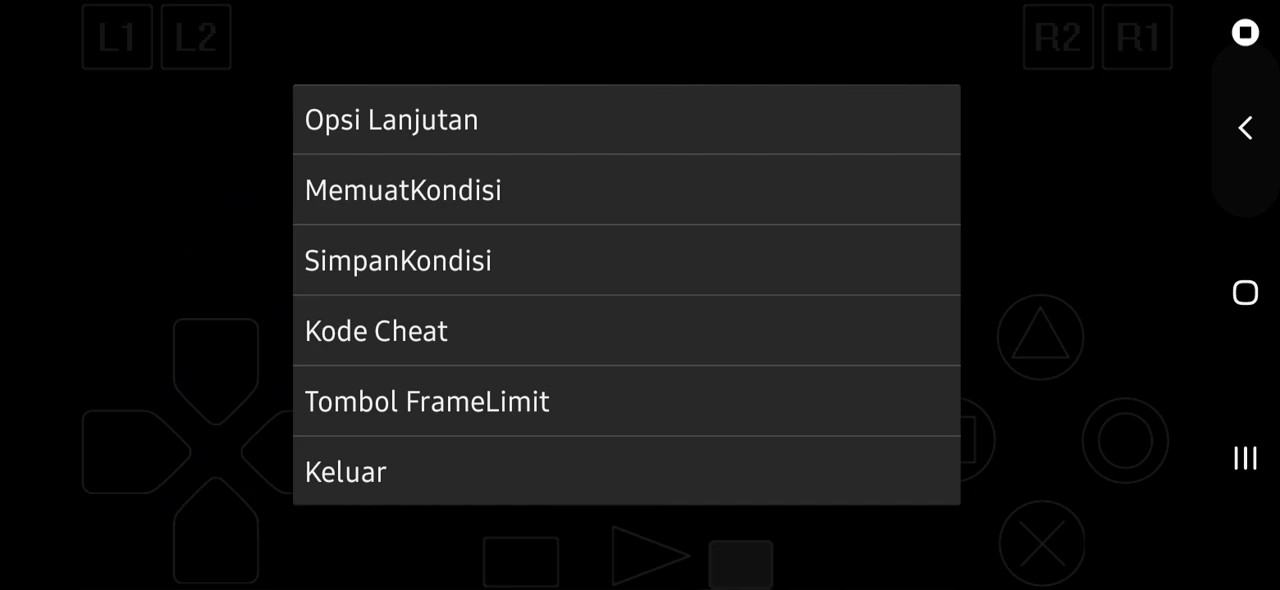 L1 L2 R2 R1
Opsi Lanjutan
MemuatKondisi
SimpanKondisi
Kode Cheat
Tombol FrameLimit
Keluar